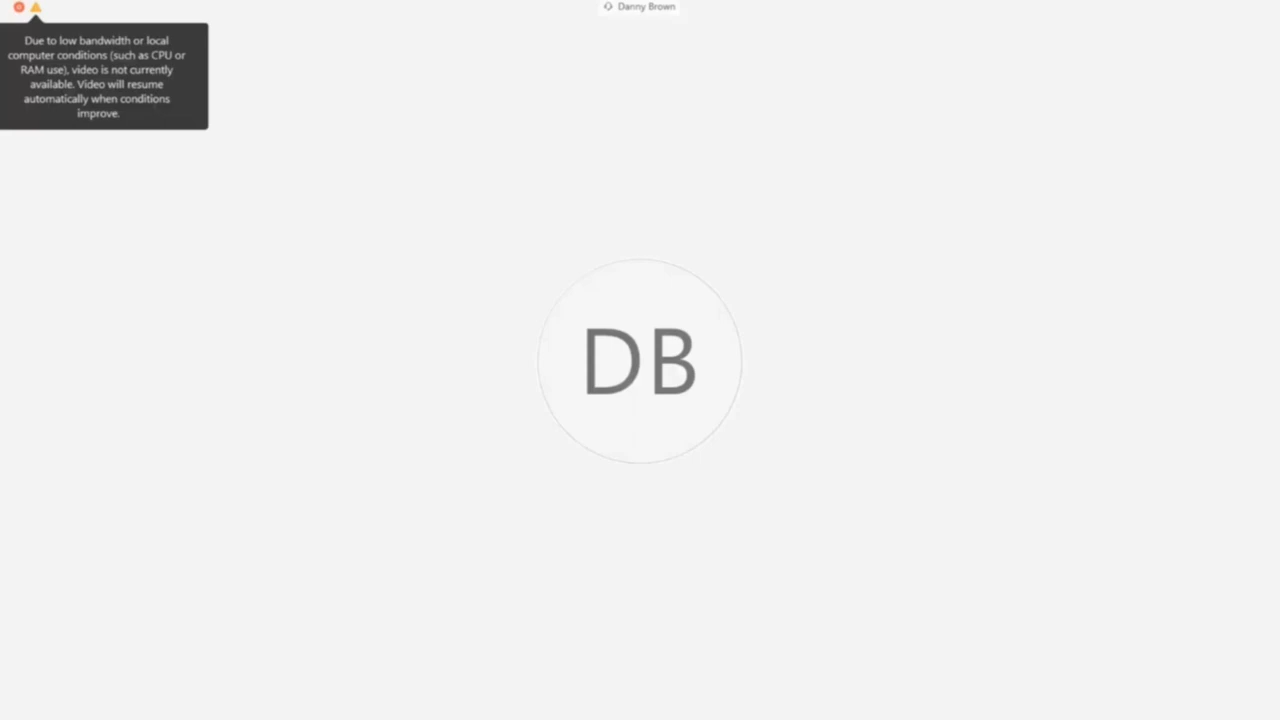 Danny Brown
Due to low bandwidth or local
computer conditions (such as CPU or
RAM use), video is not currently
available. Video will resume
automatically when conditions
improve.
DB